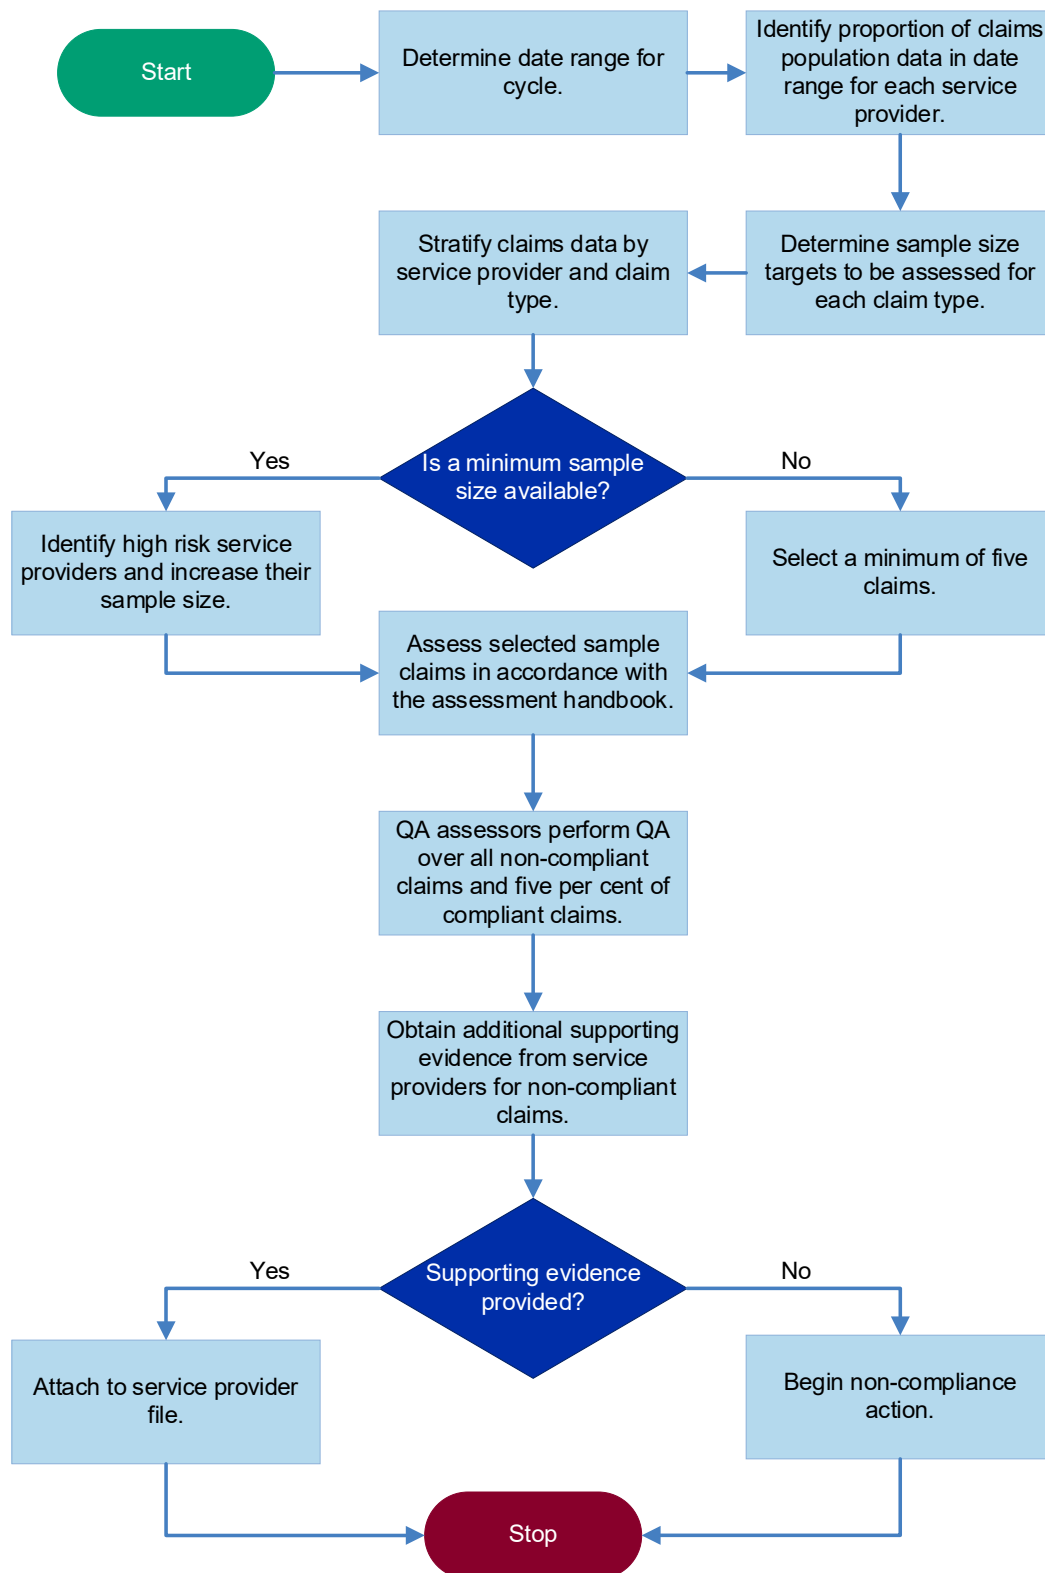 Start
Determine date range for
cycle.
Identify proportion of claims
population data in date
range for each service
provider.
Stratify claims data by
service provider and claim
type.
Determine sample size
targets to be assessed for
each claim type.
Is a minimum sample
size available?
Yes
No
Identify high risk service
providers and increase their
sample size.
Select a minimum of five
claims.
Assess selected sample
claims in accordance with
the assessment handbook.
QA assessors perform QA
over all non-compliant
claims and five per cent of
compliant claims.
Obtain additional supporting
evidence from service
providers for non-compliant
claims.
Supporting evidence
provided?
Yes
No
Attach to service provider
file.
Begin non-compliance
action.
Stop